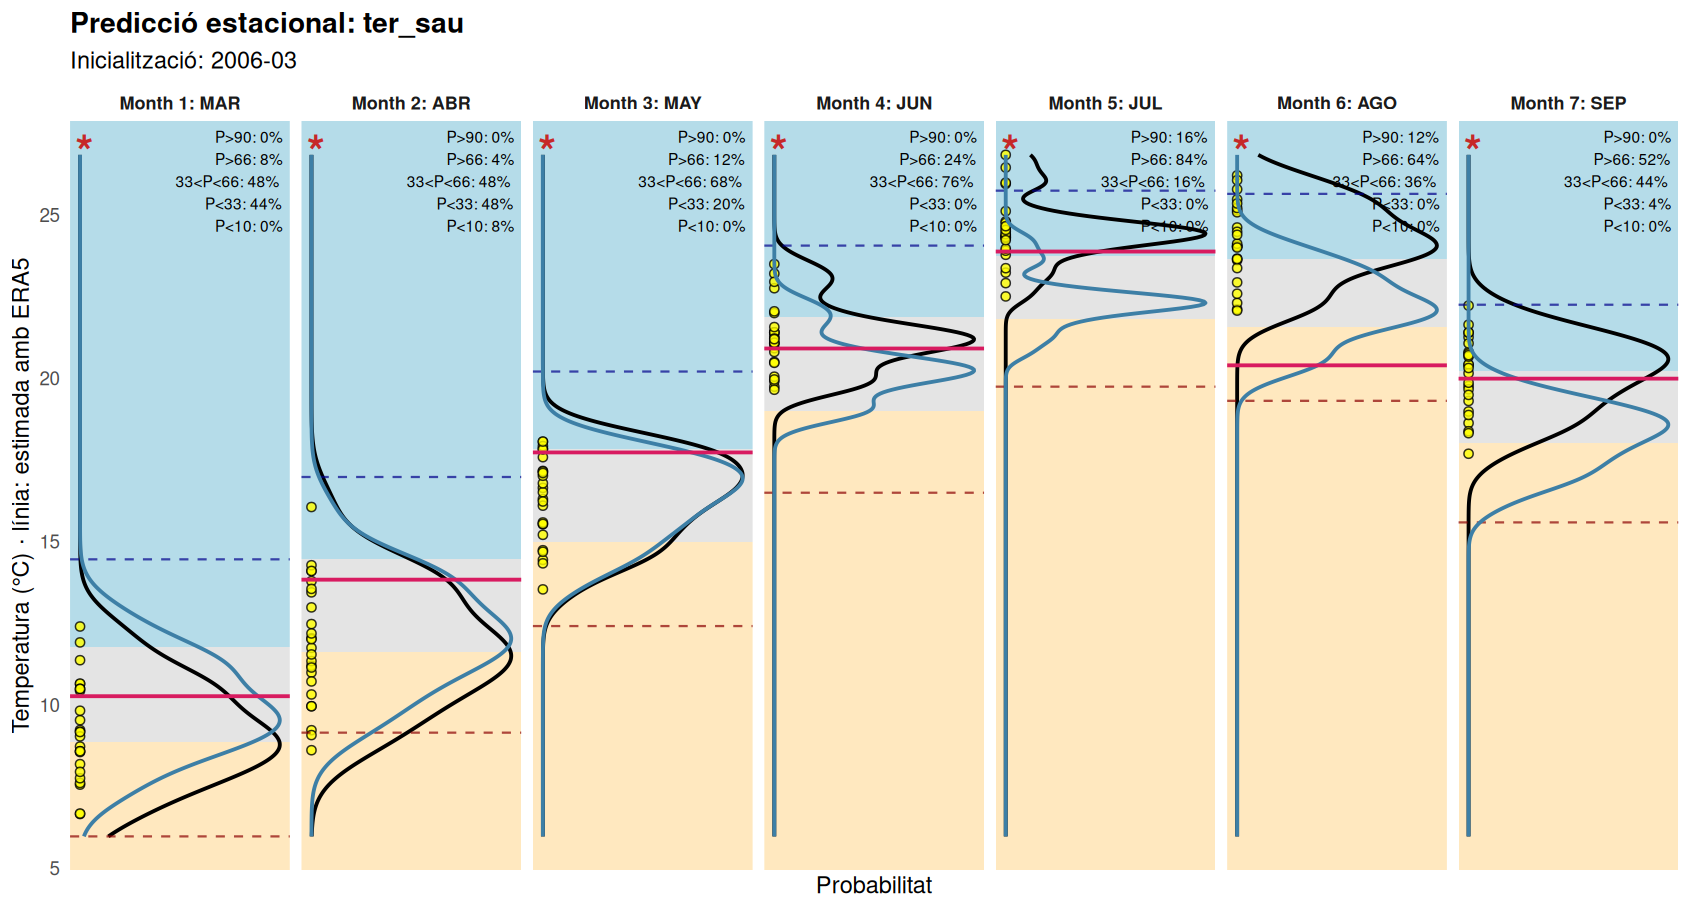 Predicció estacional: ter_sau
Inicialització: 2006-03
Month 1: MAR
Month 2: ABR
Month 3: MAY
Month 4: JUN
Month 5: JUL
Month 6: AGO
Month 7: SEP
*
P>90: 0%
P>66: 8%
33<P<66: 48%
P<33: 44%
P<10: 0%
*
P>90: 0%
P>66: 4%
33<P<66: 48%
P<33: 48%
P<10: 8%
*
P>90: 0%
P>66: 12%
33<P<66: 68%
P<33: 20%
P<10: 0%
*
P>90: 0%
P>66: 24%
33<P<66: 76%
P<33: 0%
P<10: 0%
*
P>90: 16%
P>66: 84%
33<P<66: 16%
P<33: 0%
P<10: 0%
*
P>90: 12%
P>66: 64%
33<P<66: 36%
P<33: 0%
P<10: 0%
*
P>90: 0%
P>66: 52%
33<P<66: 44%
P<33: 4%
P<10: 0%
25
20
15
10
5
Temperatura (°C) · línia: estimada amb ERA5
Probabilitat